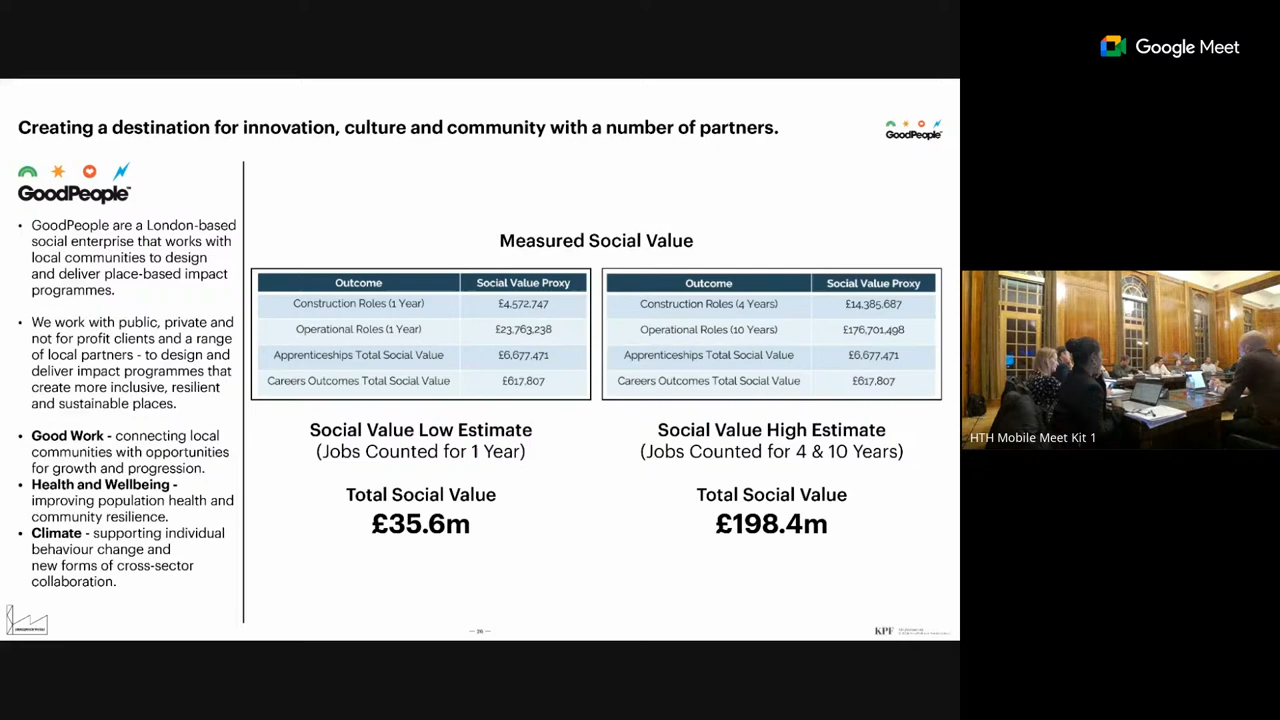 Google Meet
Creating a destination for innovation, culture and community with a number of partners.
GoodPeople
GoodPeople™
• GoodPeople are a London-based
social enterprise that works with
local communities to design
and deliver place-based impact
programmes.
• We work with public, private and
not for profit clients and a range
of local partners - to design and
deliver impact programmes that
create more inclusive, resilient
and sustainable places.
• Good Work - connecting local
communities with opportunities
for growth and progression.
• Health and Wellbeing -
improving population health and
community resilience.
• Climate - supporting individual
behaviour change and
new forms of cross-sector
collaboration.
Measured Social Value
Outcome Social Value Proxy
Construction Roles (1 Year) £4,572,747
Operational Roles (1 Year) £23,763,238
Apprenticeships Total Social Value £6,677,471
Careers Outcomes Total Social Value £617,807
Social Value Low Estimate
(Jobs Counted for 1 Year)
Total Social Value
£35.6m
Outcome Social Value Proxy
Construction Roles (4 Years) £14,385,687
Operational Roles (10 Years) £176,701,498
Apprenticeships Total Social Value £6,677,471
Careers Outcomes Total Social Value £617,807
Social Value High Estimate
(Jobs Counted for 4 & 10 Years)
Total Social Value
£198.4m
KPF
HTH Mobile Meet Kit 1